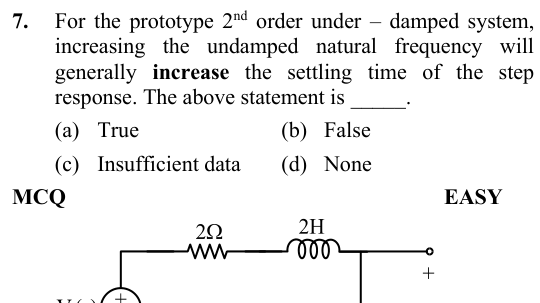 7. For the prototype 2nd order under – damped system,
increasing the undamped natural frequency will
generally increase the settling time of the step
response. The above statement is _____.
(a) True (b) False
(c) Insufficient data (d) None
MCQ EASY
2Ω 2H
+
+